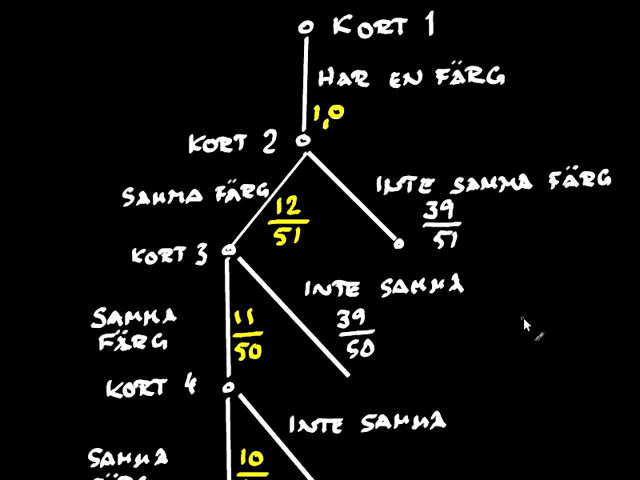 KORT 1
HAR EN FÄRG
1,0
KORT 2
SAMMA FÄRG
INTE SAMMA FÄRG
12
51
39
51
KORT 3
INTE SAMMA
SAMMA
FÄRG
11
50
39
50
KORT 4
INTE SAMMA
SAMMA
10